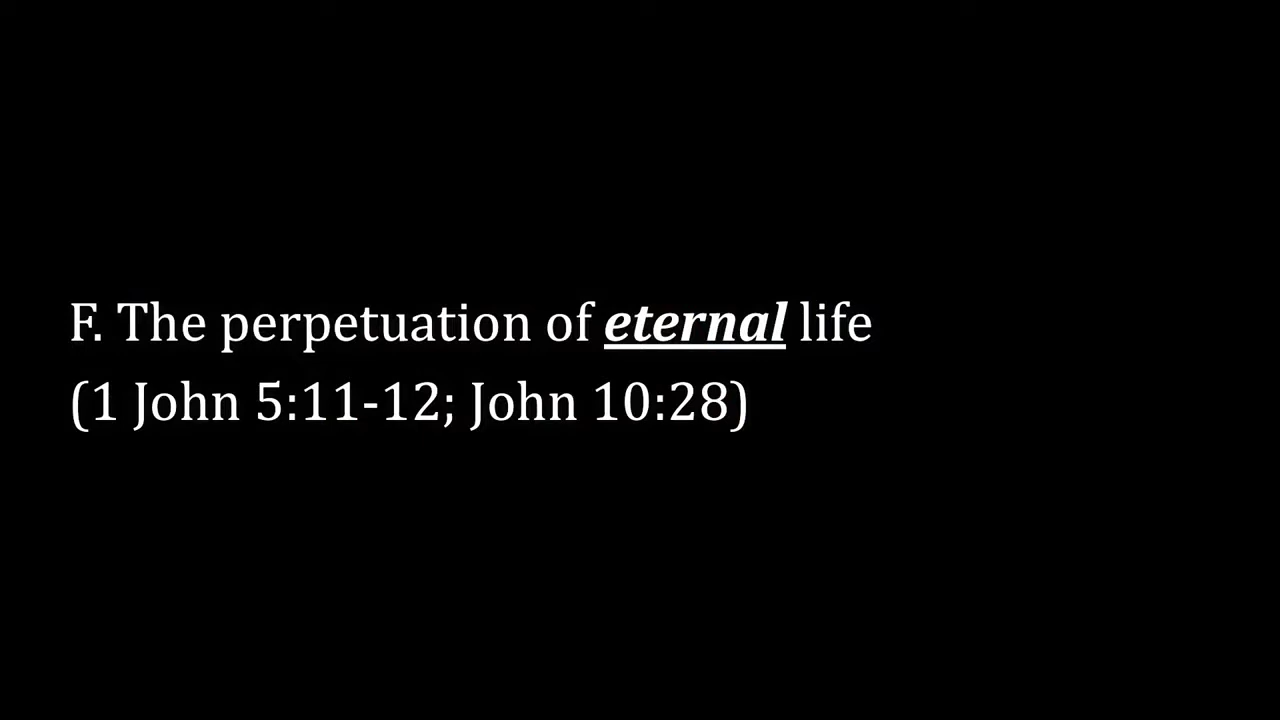 F. The perpetuation of eternal life
(1 John 5:11-12; John 10:28)